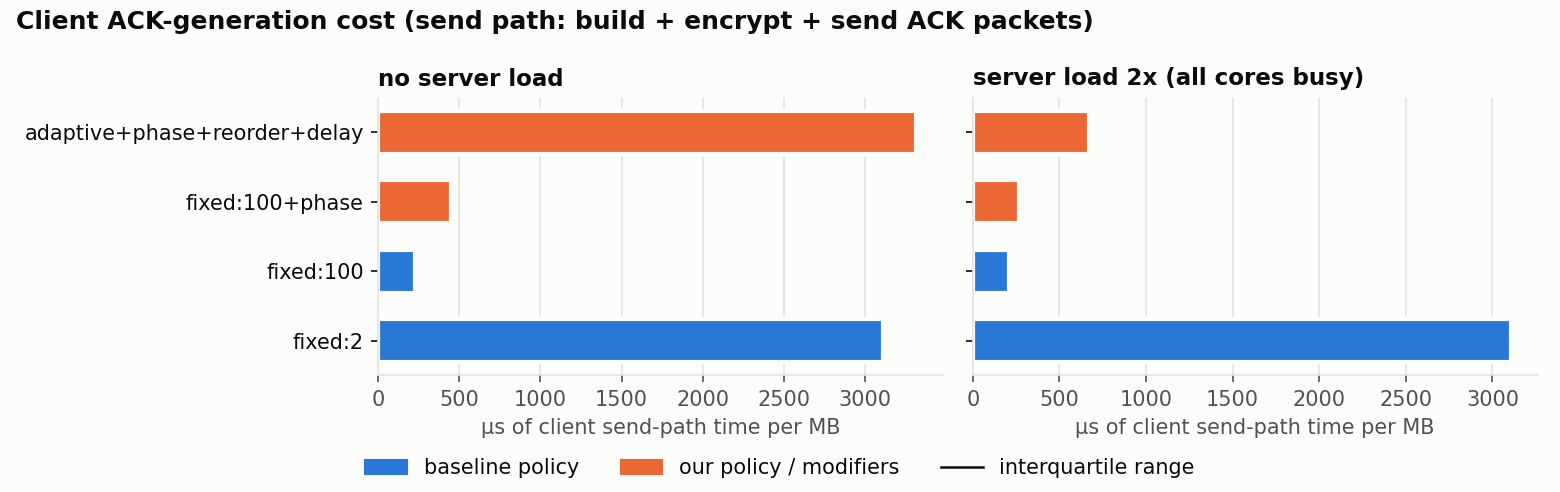 Client ACK-generation cost (send path: build + encrypt + send ACK packets)
no server load
server load 2x (all cores busy)
adaptive+phase+reorder+delay
fixed:100+phase
fixed:100
fixed:2
0 500 1000 1500 2000 2500 3000
0 500 1000 1500 2000 2500 3000
µs of client send-path time per MB
µs of client send-path time per MB
baseline policy
our policy / modifiers
interquartile range